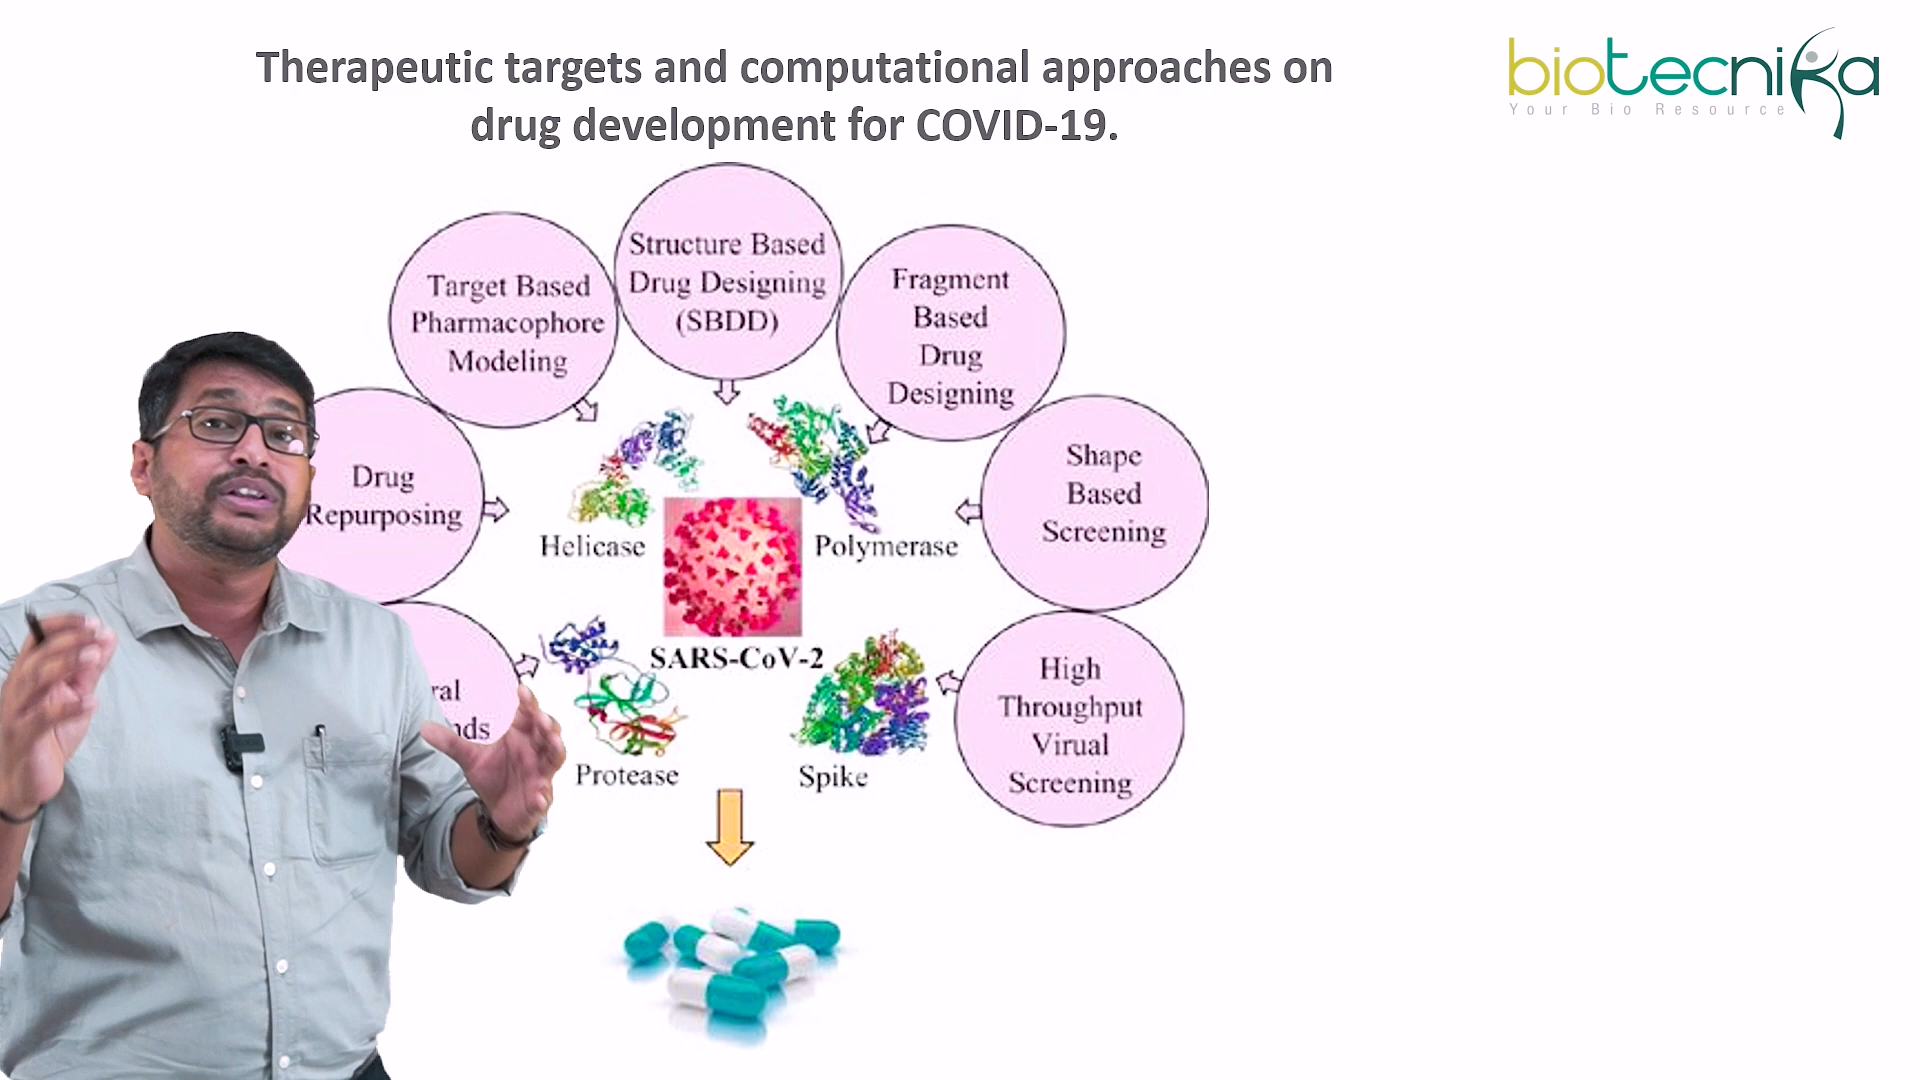 Therapeutic targets and computational approaches on
drug development for COVID-19.
biotecnika
Your Bio Resource
Structure Based
Drug Designing
(SBDD)
Target Based
Pharmacophore
Modeling
Fragment
Based
Drug
Designing
Drug
Repurposing
Shape
Based
Screening
Helicase
Polymerase
SARS-CoV-2
High
Throughput
Virual
Screening
Protease
Spike